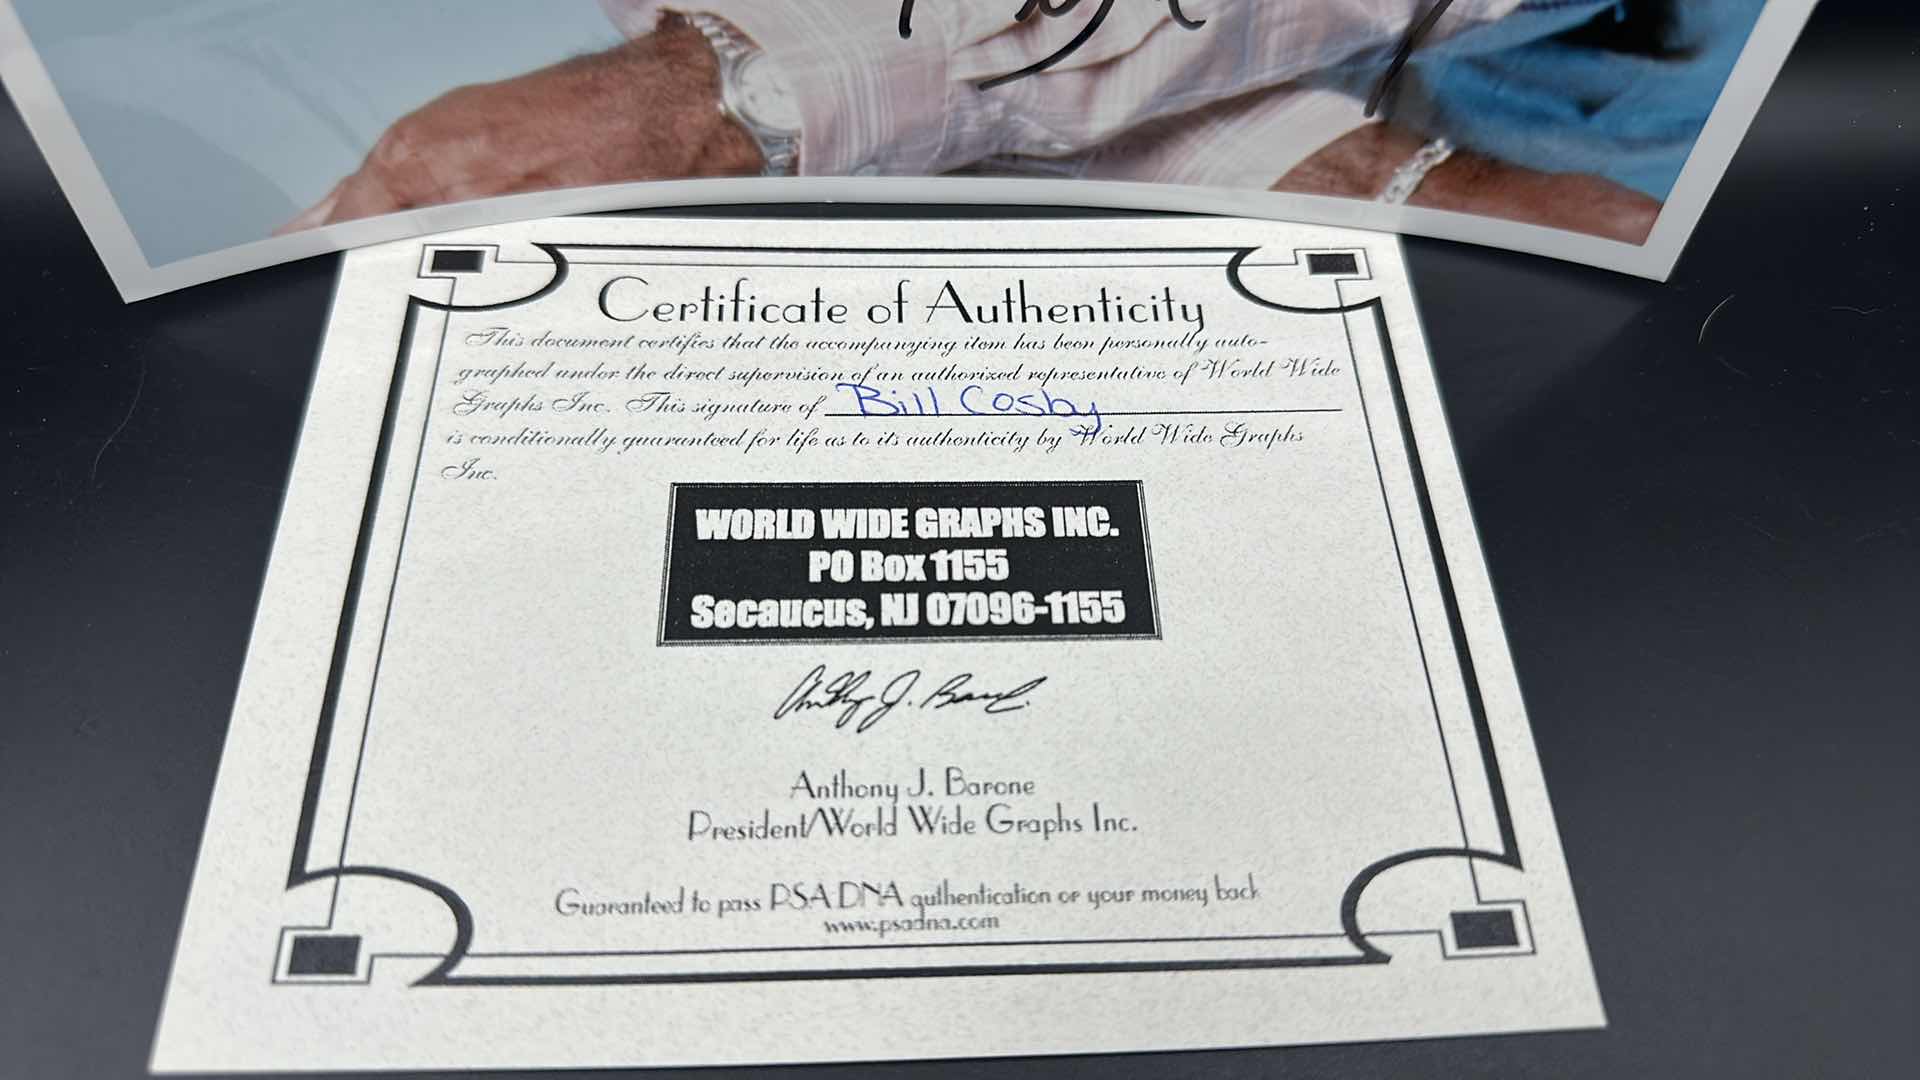 Certificate of Authenticity
This document certifies that the accompanying item has been personally auto-
graphed under the direct supervision of an authorized representative of World Wide
Graphs Inc. This signature of Bill Cosby
is conditionally guaranteed for life as to its authenticity by World Wide Graphs
Inc.
WORLD WIDE GRAPHS INC.
PO Box 1155
Secaucus, NJ 07096-1155
Anthony J. Barone
Anthony J. Barone
President/World Wide Graphs Inc.
Guaranteed to pass PSA DNA authentication or your money back
www.psadna.com